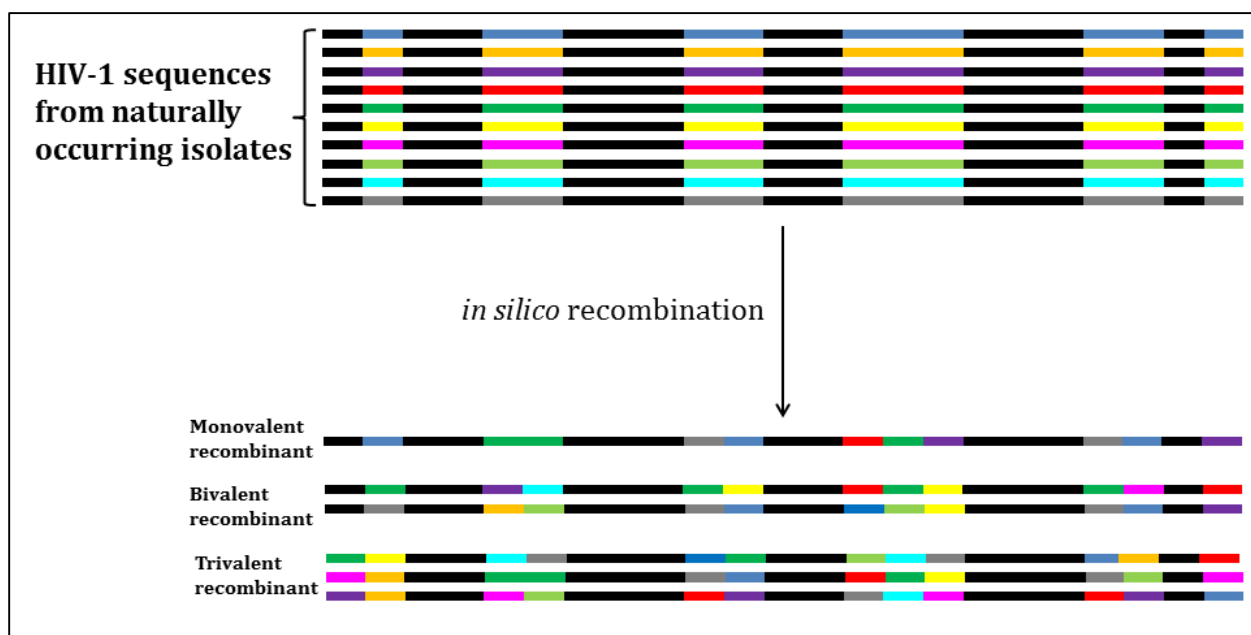 HIV-1 sequences
from naturally
occurring isolates
in silico recombination
Monovalent
recombinant
Bivalent
recombinant
Trivalent
recombinant